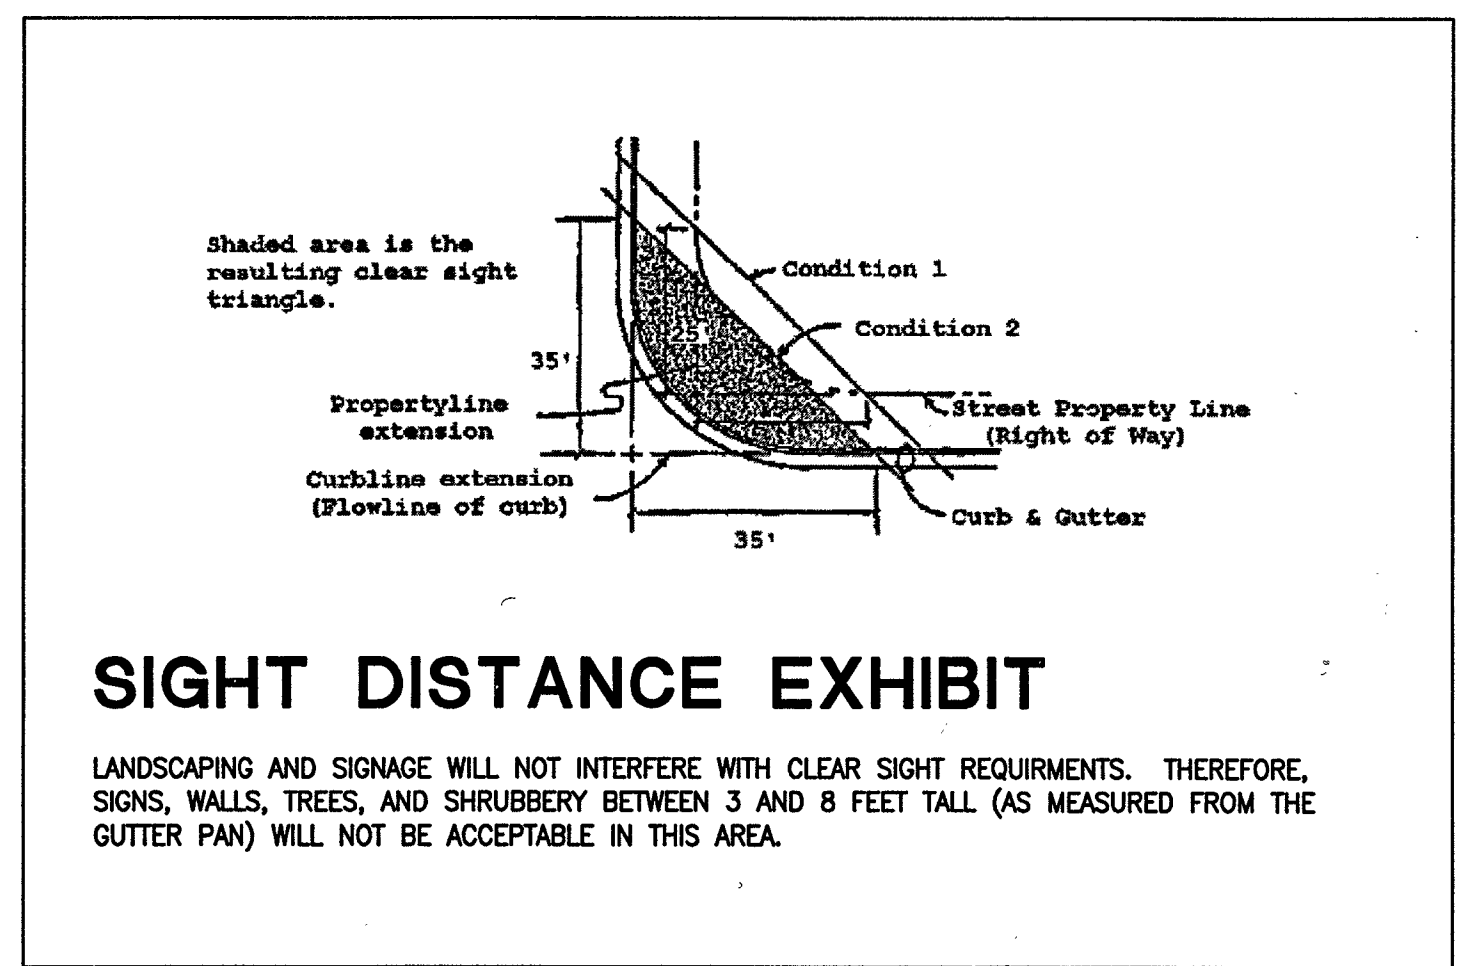 Shaded area is the
resulting clear sight
triangle.
Condition 1
Condition 2
25'
35'
Propertyline
extension
Street Property Line
(Right of Way)
Curbline extension
(Flowline of curb)
Curb & Gutter
35'
SIGHT DISTANCE EXHIBIT
LANDSCAPING AND SIGNAGE WILL NOT INTERFERE WITH CLEAR SIGHT REQUIRMENTS. THEREFORE,
SIGNS, WALLS, TREES, AND SHRUBBERY BETWEEN 3 AND 8 FEET TALL (AS MEASURED FROM THE
GUTTER PAN) WILL NOT BE ACCEPTABLE IN THIS AREA.